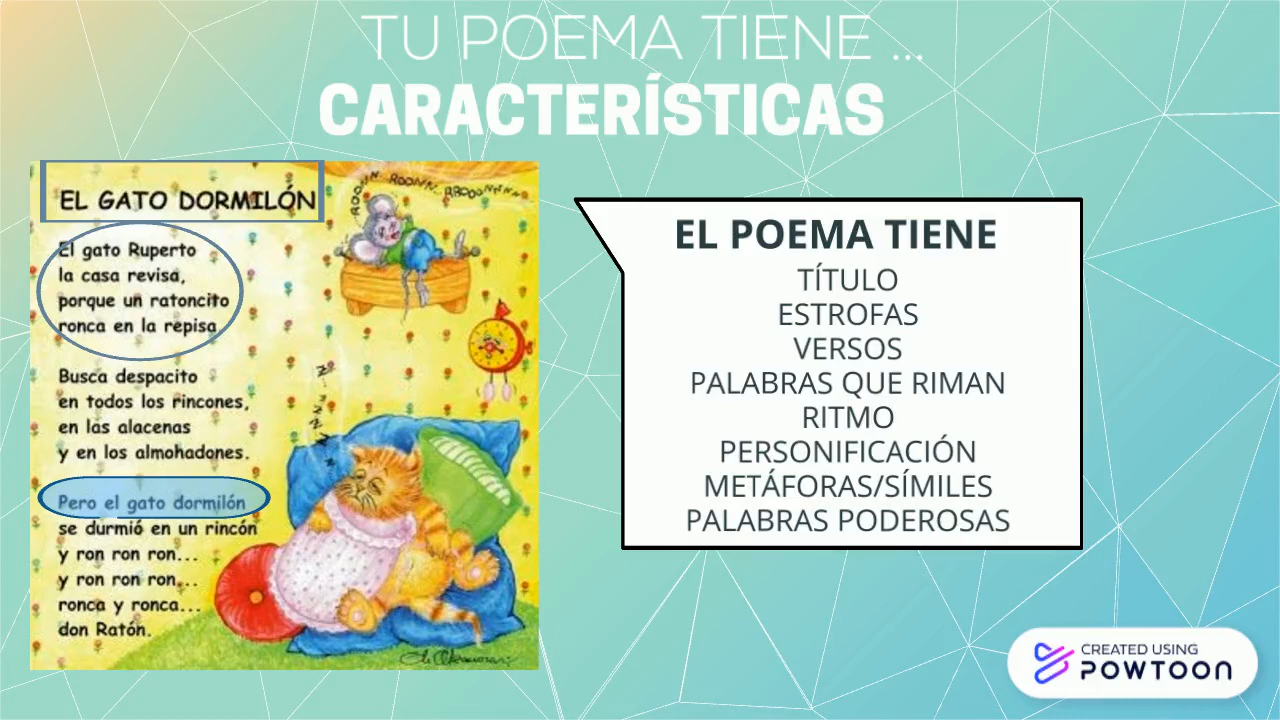 TU POEMA TIENE ...
CARACTERÍSTICAS
EL GATO DORMILÓN
El gato Ruperto
la casa revisa,
porque un ratoncito
ronca en la repisa
Busca despacito
en todos los rincones,
en las alacenas
y en los almohadones.
Pero el gato dormilón
se durmió en un rincón
y ron ron ron...
y ron ron ron...
ronca y ronca...
don Ratón.
EL POEMA TIENE
TÍTULO
ESTROFAS
VERSOS
PALABRAS QUE RIMAN
RITMO
PERSONIFICACIÓN
METÁFORAS/SÍMILES
PALABRAS PODEROSAS
CREATED USING
POWTOON